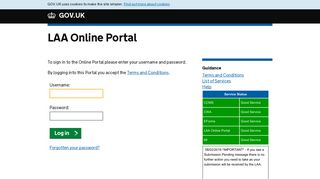 GOV.UK uses cookies to make the site simpler. Find out more about cookies
GOV.UK
LAA Online Portal
To sign in to the Online Portal please enter your username and password.
By logging into this Portal you accept the Terms and Conditions.
Username:
Password:
Log in
Forgotten your password?
Guidance
Terms and Conditions
List of Services
Help
Service Status
CCMS Good Service
CWA Good Service
EForms Good Service
LAA Online Portal Good Service
Good Service
*IMPORTANT* - If you see a
Submission Pending message there is no
further action you need to take as your
submission will be received by the LAA.